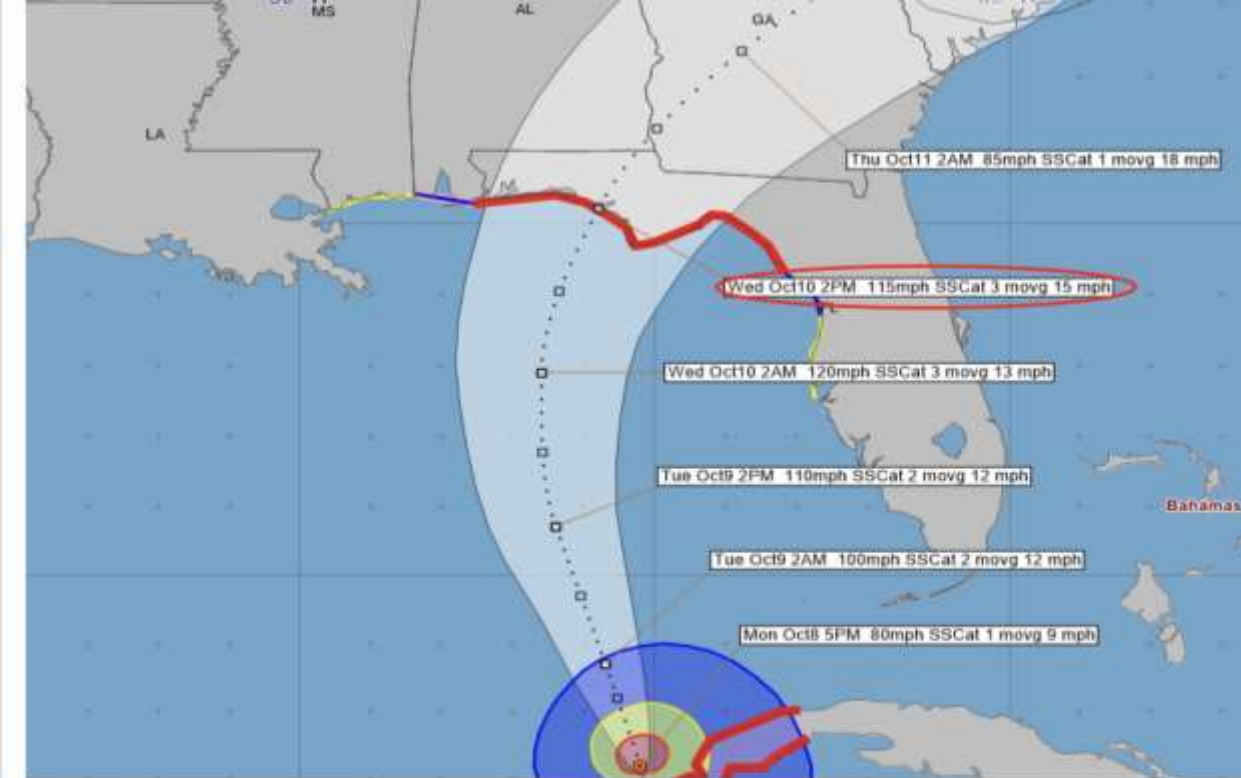 MS
AL
GA
LA
Thu Oct11 2AM 85mph SSCat 1 movg 18 mph
Wed Oct10 2PM 115mph SSCat 3 movg 15 mph
Wed Oct10 2AM 120mph SSCat 3 movg 13 mph
Tue Oct9 2PM 110mph SSCat 2 movg 12 mph
Bahamas
Tue Oct9 2AM 100mph SSCat 2 movg 12 mph
Mon Oct8 5PM 80mph SSCat 1 movg 9 mph